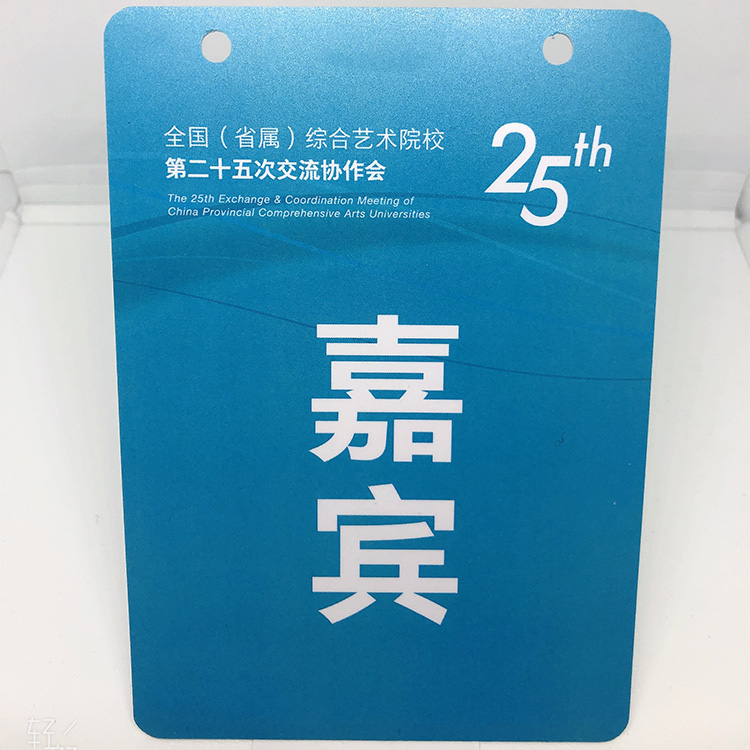 全国（省属）综合艺术院校
第二十五次交流协作会
The 25th Exchange & Coordination Meeting of
China Provincial Comprehensive Arts Universities
25th
嘉
宾